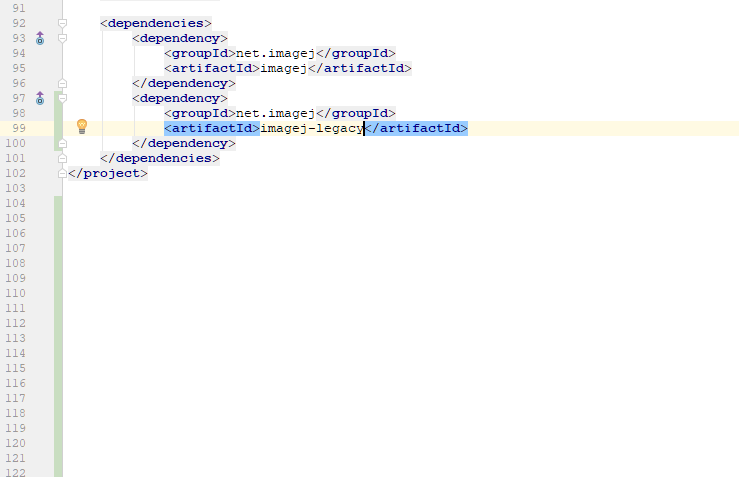 91
92 <dependencies>
93 <dependency>
94 <groupId>net.imagej</groupId>
95 <artifactId>imagej</artifactId>
96 </dependency>
97 <dependency>
98 <groupId>net.imagej</groupId>
99 <artifactId>imagej-legacy</artifactId>
100 </dependency>
101 </dependencies>
102 </project>
103
104
105
106
107
108
109
110
111
112
113
114
115
116
117
118
119
120
121
122